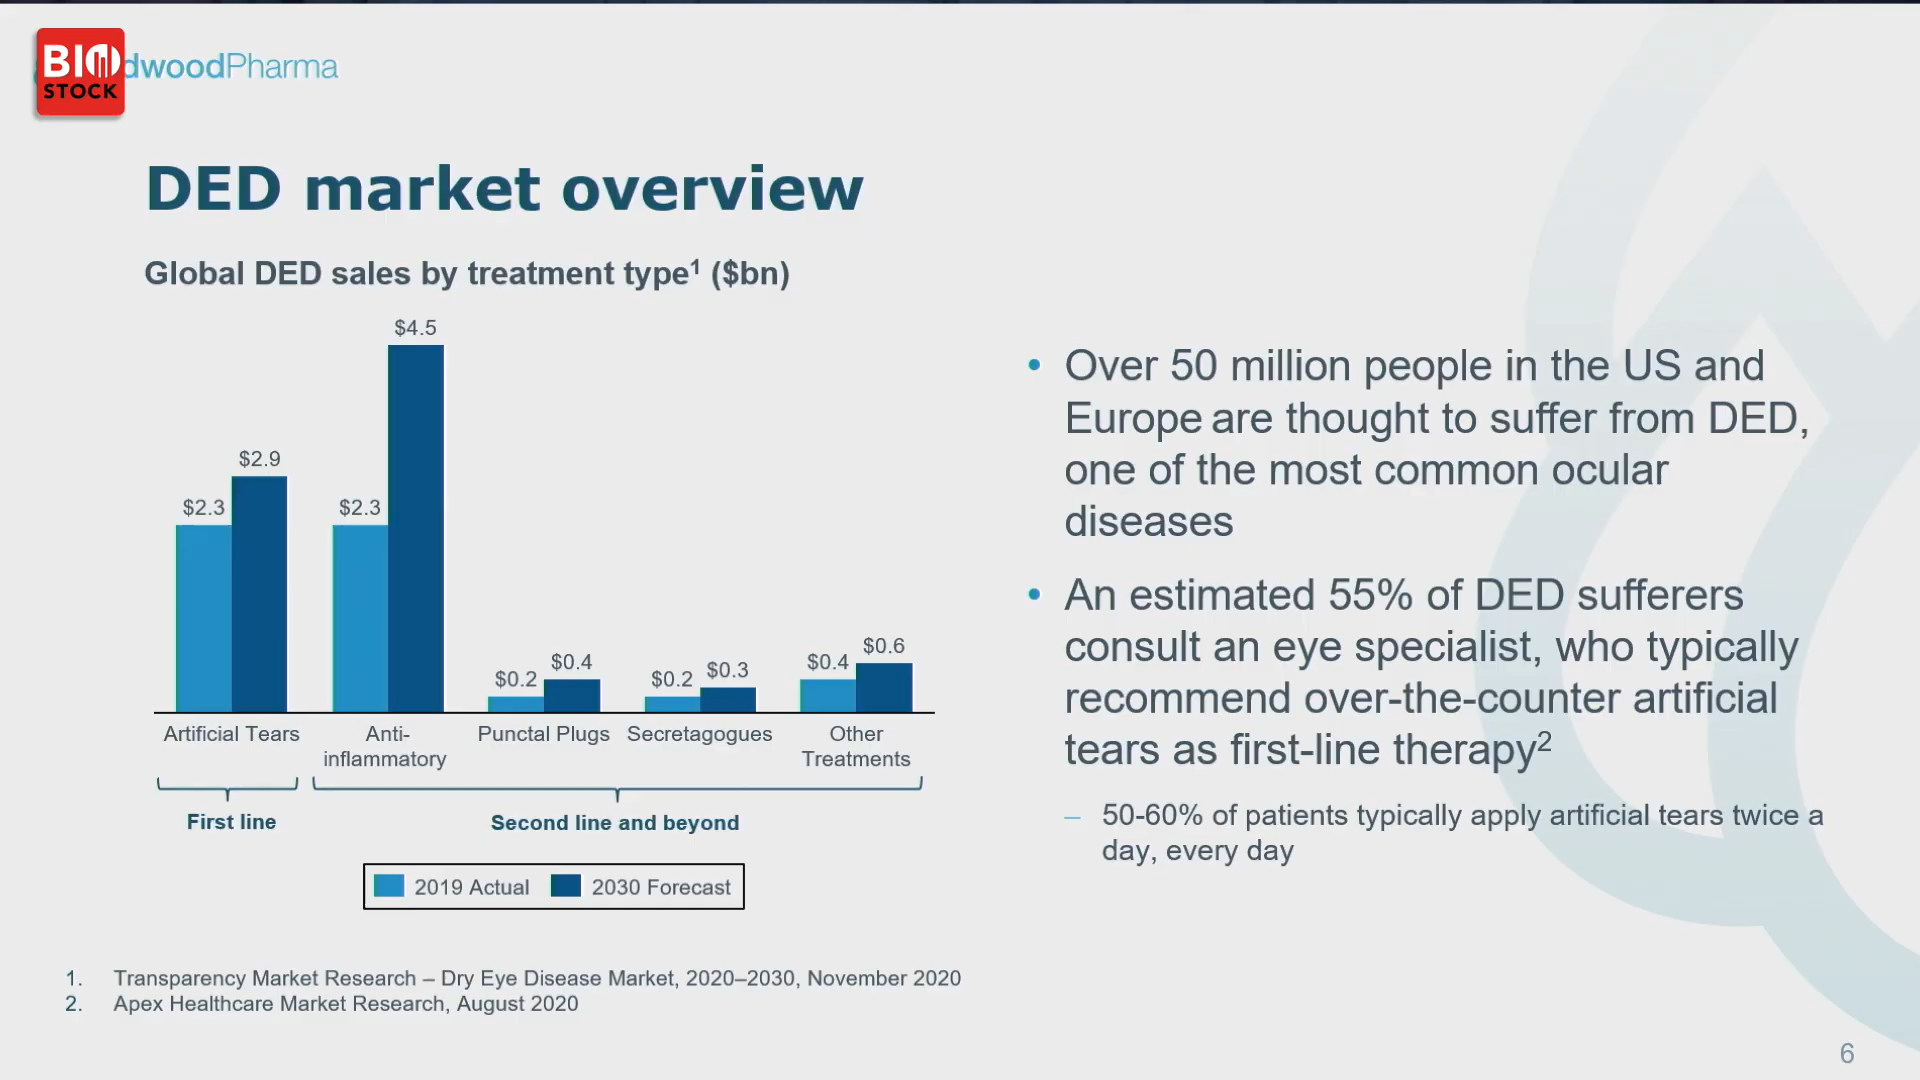 BIO
STOCK
dwoodPharma
DED market overview
Global DED sales by treatment type¹ ($bn)
$4.5
$2.9
$2.3
$2.3
$0.2
$0.4
$0.2
$0.3
$0.4
$0.6
Artificial Tears
Anti-
inflammatory
Punctal Plugs
Secretagogues
Other
Treatments
First line
Second line and beyond
2019 Actual
2030 Forecast
• Over 50 million people in the US and
Europe are thought to suffer from DED,
one of the most common ocular
diseases
• An estimated 55% of DED sufferers
consult an eye specialist, who typically
recommend over-the-counter artificial
tears as first-line therapy²
– 50-60% of patients typically apply artificial tears twice a
day, every day
1. Transparency Market Research – Dry Eye Disease Market, 2020–2030, November 2020
2. Apex Healthcare Market Research, August 2020
6